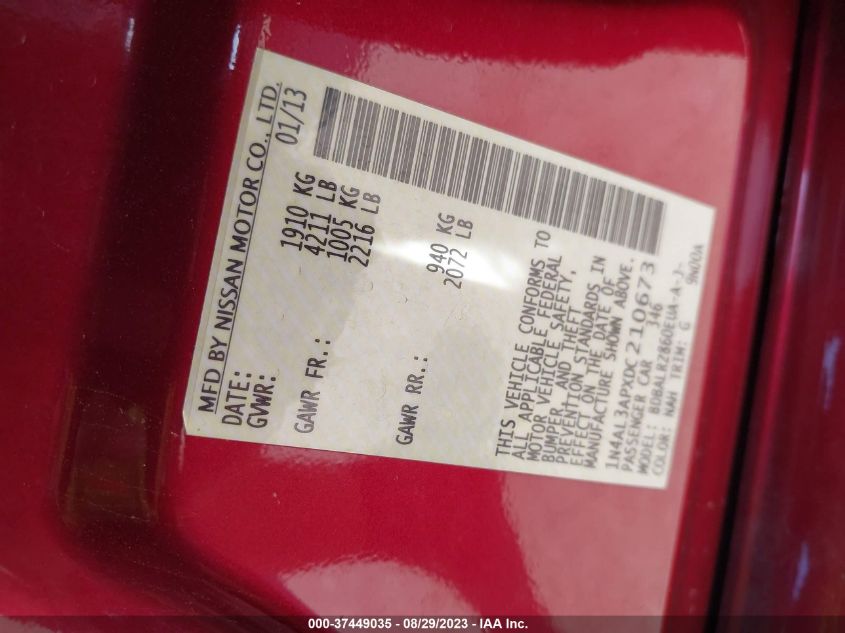 MFD BY NISSAN MOTOR CO., LTD.
DATE: 01/13
GVWR: 1910 KG
4211 LB
GAWR FR.: 1005 KG
2216 LB
GAWR RR.: 940 KG
2072 LB
THIS VEHICLE CONFORMS TO
ALL APPLICABLE FEDERAL
MOTOR VEHICLE SAFETY,
BUMPER AND THEFT
PREVENTION STANDARDS IN
EFFECT ON THE DATE OF
MANUFACTURE SHOWN ABOVE.
1N4AL3APXDC210673
PASSENGER CAR 346
MODEL: BDBALR2860EUA-A-J-
COLOR: NAH TRIM: G
000-37449035 - 08/29/2023 - IAA Inc.